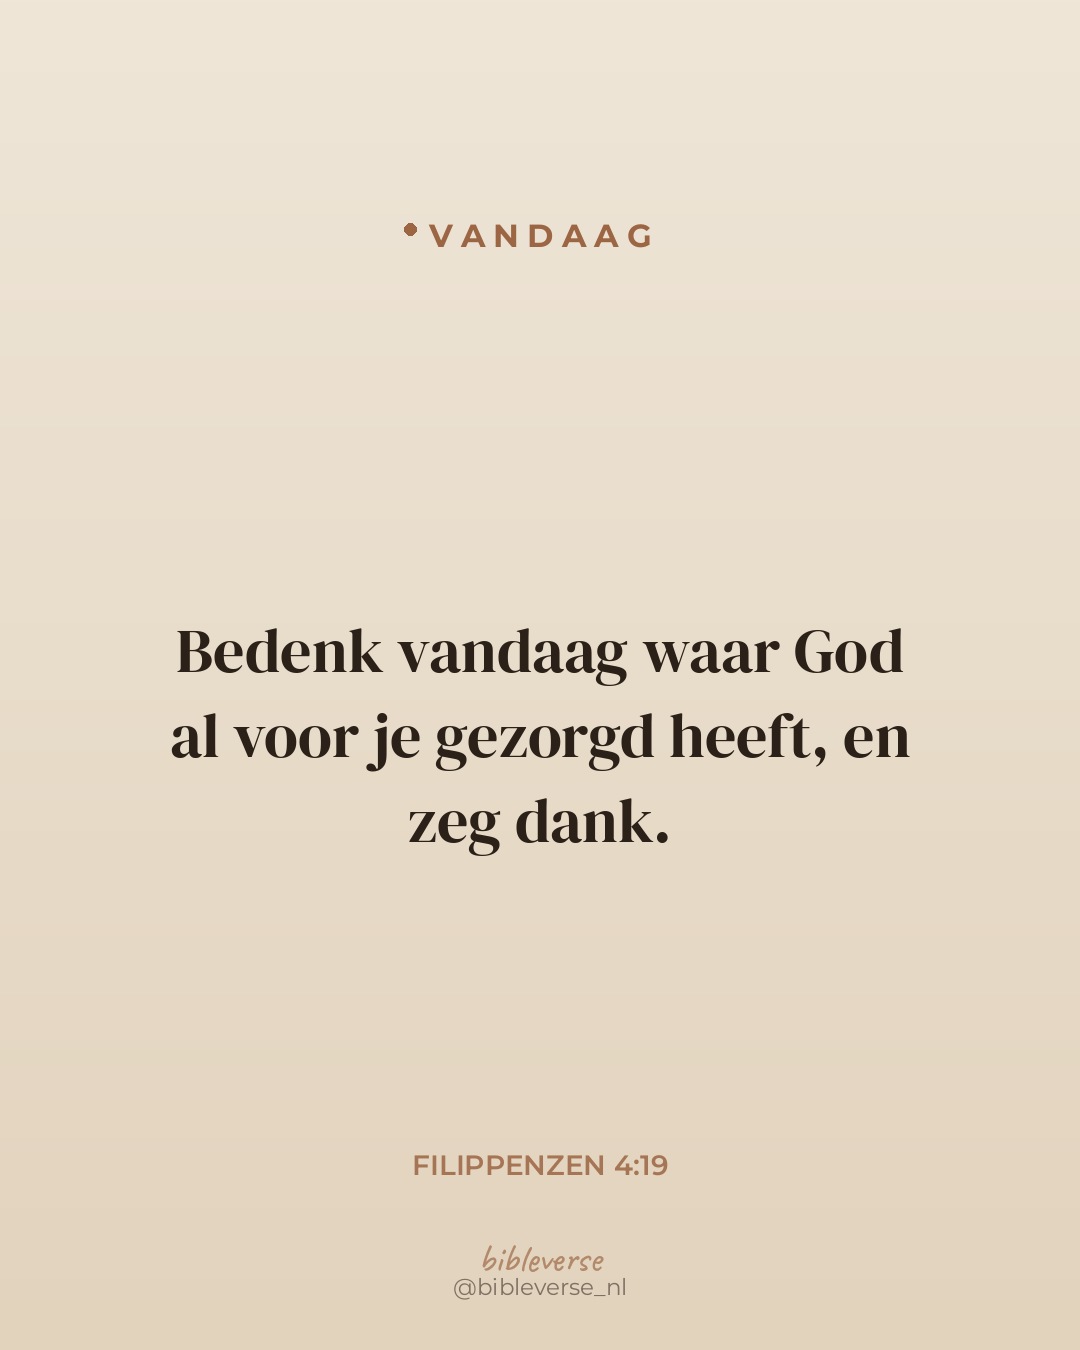 • VANDAAG
Bedenk vandaag waar God
al voor je gezorgd heeft, en
zeg dank.
FILIPPENZEN 4:19
bibleverse
@bibleverse_nl